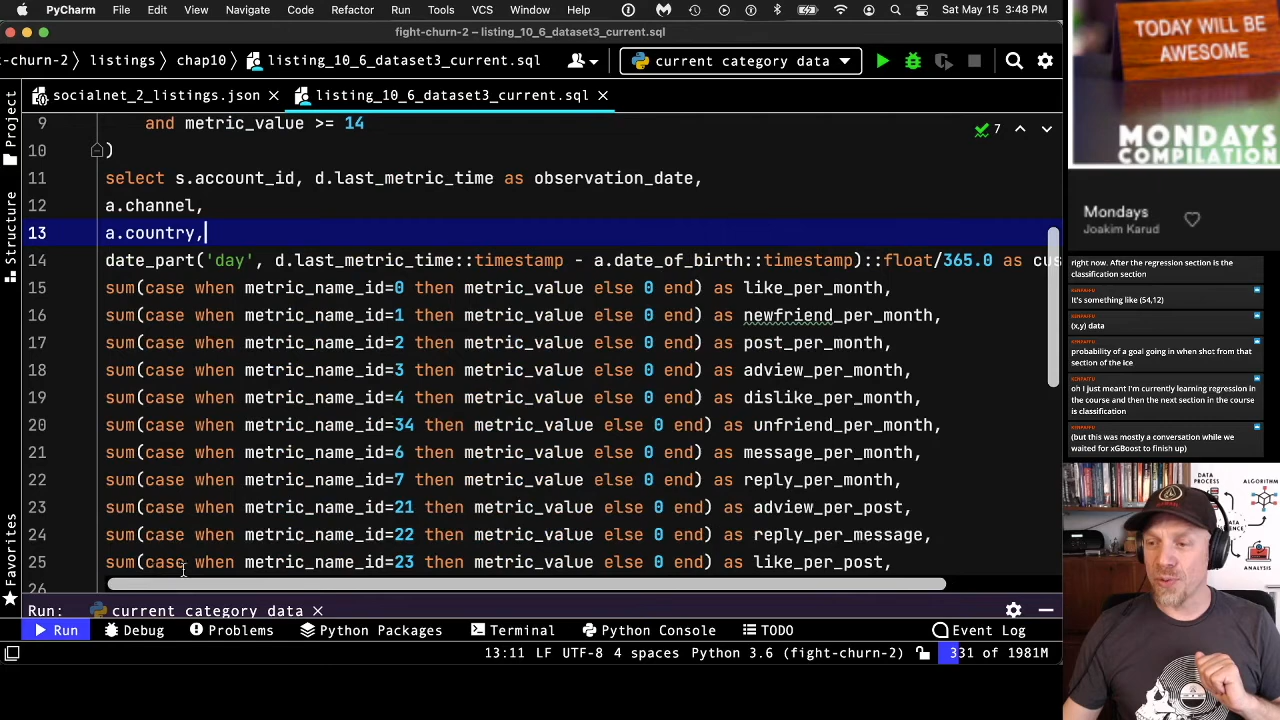 PyCharm File Edit View Navigate Code Refactor Run Tools VCS Window Help Sat May 15 3:48 PM
fight-churn-2 – listing_10_6_dataset3_current.sql
-churn-2 listings chap10 listing_10_6_dataset3_current.sql current category data
socialnet_2_listings.json listing_10_6_dataset3_current.sql
Project
Structure
Favorites
9 and metric_value >= 14
7
10 )
11 select s.account_id, d.last_metric_time as observation_date,
12 a.channel,
13 a.country,
14 date_part('day', d.last_metric_time::timestamp - a.date_of_birth::timestamp)::float/365.0 as cus
15 sum(case when metric_name_id=0 then metric_value else 0 end) as like_per_month,
16 sum(case when metric_name_id=1 then metric_value else 0 end) as newfriend_per_month,
17 sum(case when metric_name_id=2 then metric_value else 0 end) as post_per_month,
18 sum(case when metric_name_id=3 then metric_value else 0 end) as adview_per_month,
19 sum(case when metric_name_id=4 then metric_value else 0 end) as dislike_per_month,
20 sum(case when metric_name_id=34 then metric_value else 0 end) as unfriend_per_month,
21 sum(case when metric_name_id=6 then metric_value else 0 end) as message_per_month,
22 sum(case when metric_name_id=7 then metric_value else 0 end) as reply_per_month,
23 sum(case when metric_name_id=21 then metric_value else 0 end) as adview_per_post,
24 sum(case when metric_name_id=22 then metric_value else 0 end) as reply_per_message,
25 sum(case when metric_name_id=23 then metric_value else 0 end) as like_per_post,
26
Run: current category data
Run Debug Problems Python Packages Terminal Python Console TODO Event Log
13:11 LF UTF-8 4 spaces Python 3.6 (fight-churn-2) 331 of 1981M
TODAY WILL BE
AWESOME
MONDAYS
COMPILATION
Mondays
Joakim Karud
right now. After the regression section is the
classification section
KENPAFFU
It's something like (54,12)
KENPAFFU
(x,y) data
KENPAFFU
probability of a goal going in when shot from that
section of the ice
KENPAFFU
oh I just meant I'm currently learning regression in
the course and then the next section in the course
is classification
KENPAFFU
(but this was mostly a conversation while we
waited for xGBoost to finish up)
DATA
PROCESS
ALGORITHM
ANALYSIS